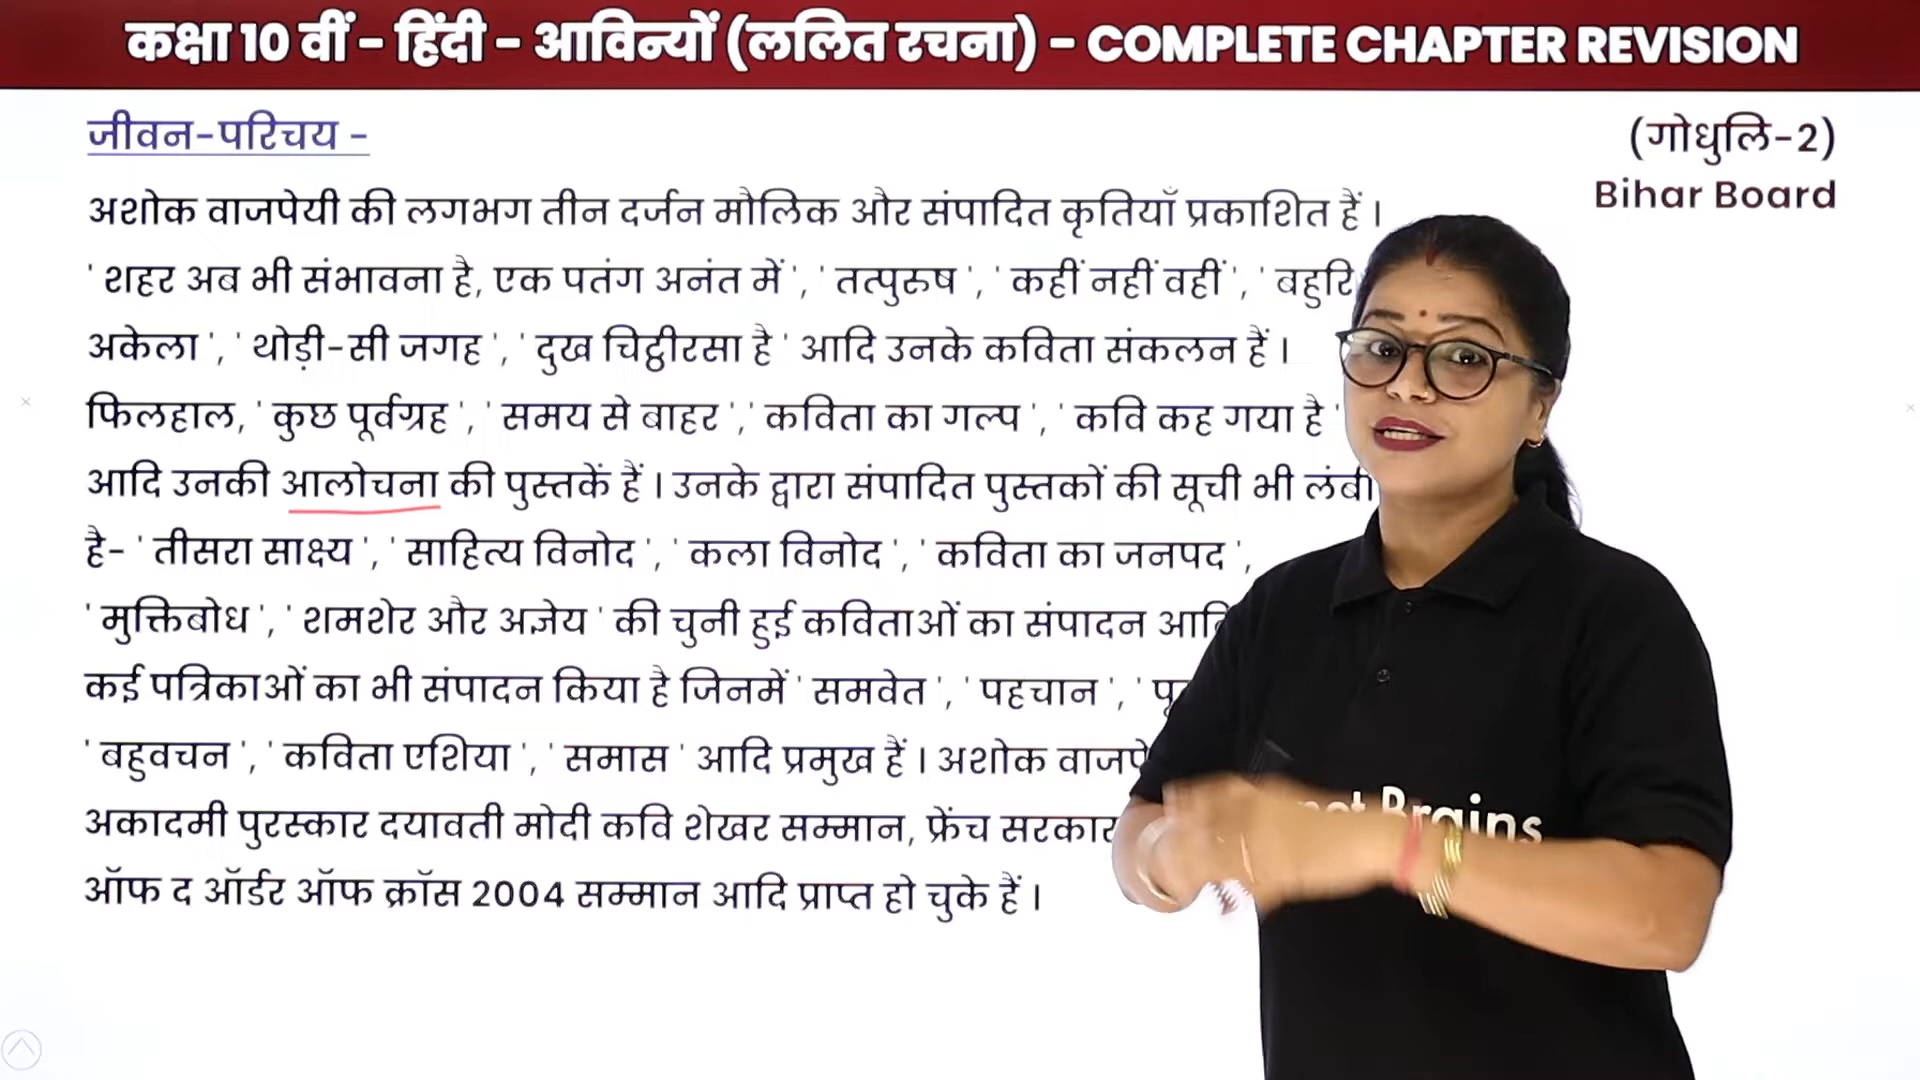 कक्षा 10 वीं - हिंदी - आविन्यों (ललित रचना) - COMPLETE CHAPTER REVISION
जीवन-परिचय -
(गोधुलि-2)
Bihar Board
अशोक वाजपेयी की लगभग तीन दर्जन मौलिक और संपादित कृतियाँ प्रकाशित हैं ।
' शहर अब भी संभावना है, एक पतंग अनंत में ', ' तत्पुरुष ', ' कहीं नहीं वहीं ', ' बहुरि
अकेला ', ' थोड़ी-सी जगह ', ' दुख चिट्ठीरसा है ' आदि उनके कविता संकलन हैं ।
फिलहाल, ' कुछ पूर्वग्रह ', ' समय से बाहर ',' कविता का गल्प ', ' कवि कह गया है '
आदि उनकी आलोचना की पुस्तकें हैं । उनके द्वारा संपादित पुस्तकों की सूची भी लंबी
है- ' तीसरा साक्ष्य ', ' साहित्य विनोद ', ' कला विनोद ', ' कविता का जनपद ',
' मुक्तिबोध ', ' शमशेर और अज्ञेय ' की चुनी हुई कविताओं का संपादन
कई पत्रिकाओं का भी संपादन किया है जिनमें ' समवेत ', ' पहचान ', '
' बहुवचन ', ' कविता एशिया ', ' समास ' आदि प्रमुख हैं । अशोक
अकादमी पुरस्कार दयावती मोदी कवि शेखर सम्मान, फ्रेंच सरकार
ऑफ द ऑर्डर ऑफ क्रॉस 2004 सम्मान आदि प्राप्त हो चुके हैं ।
Brains